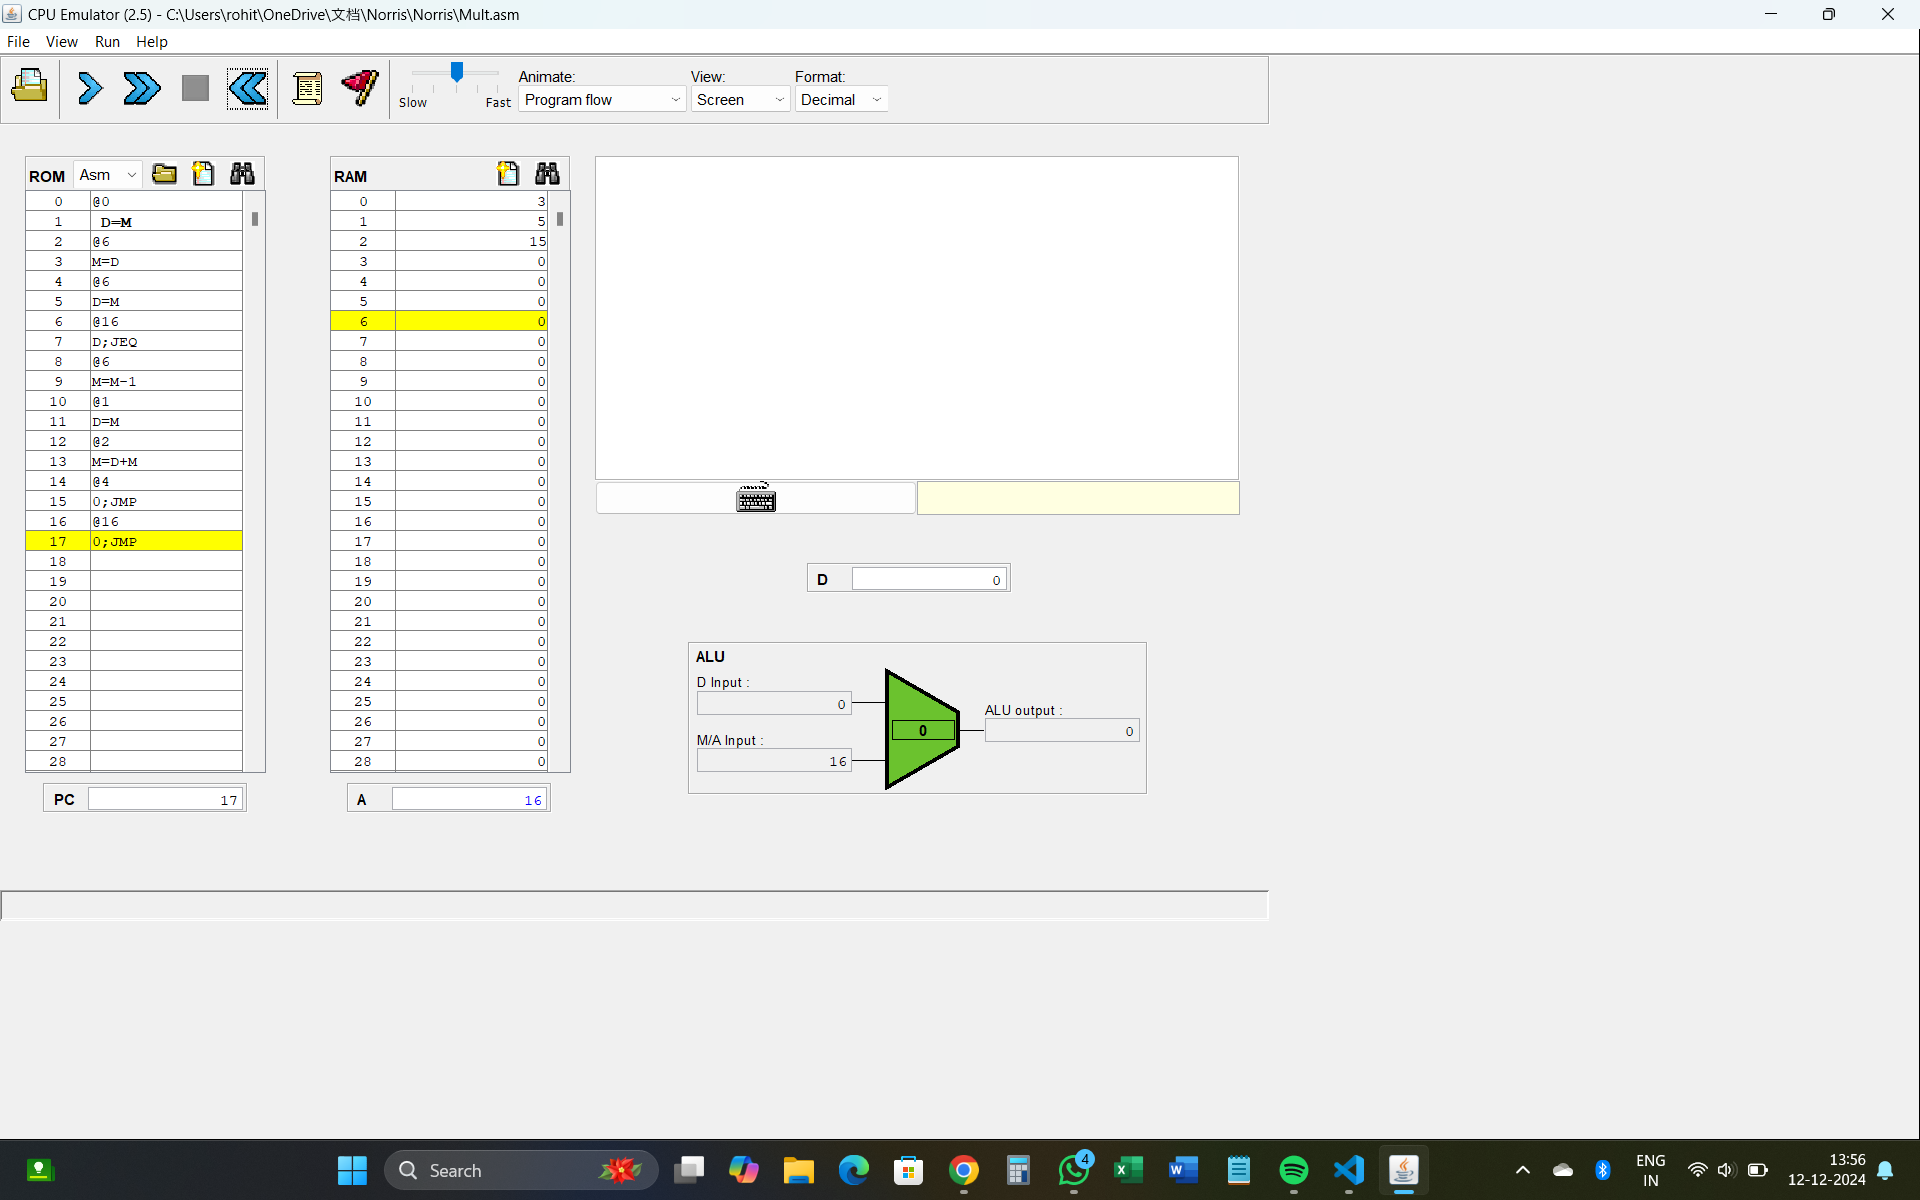 CPU Emulator (2.5) - C:\Users\rohit\OneDrive\文档\Norris\Norris\Mult.asm
File View Run Help
Animate: View: Format:
Slow Fast Program flow Screen Decimal
ROM Asm
0 @0
1 D=M
2 @6
3 M=D
4 @6
5 D=M
6 @16
7 D;JEQ
8 @6
9 M=M-1
10 @1
11 D=M
12 @2
13 M=D+M
14 @4
15 0;JMP
16 @16
17 0;JMP
18
19
20
21
22
23
24
25
26
27
28
PC 17
RAM
0 3
1 5
2 15
3 0
4 0
5 0
6 0
7 0
8 0
9 0
10 0
11 0
12 0
13 0
14 0
15 0
16 0
17 0
18 0
19 0
20 0
21 0
22 0
23 0
24 0
25 0
26 0
27 0
28 0
A 16
D 0
ALU
D Input :
0
M/A Input :
16
0
ALU output :
0
Search
4
ENG
IN
13:56
12-12-2024